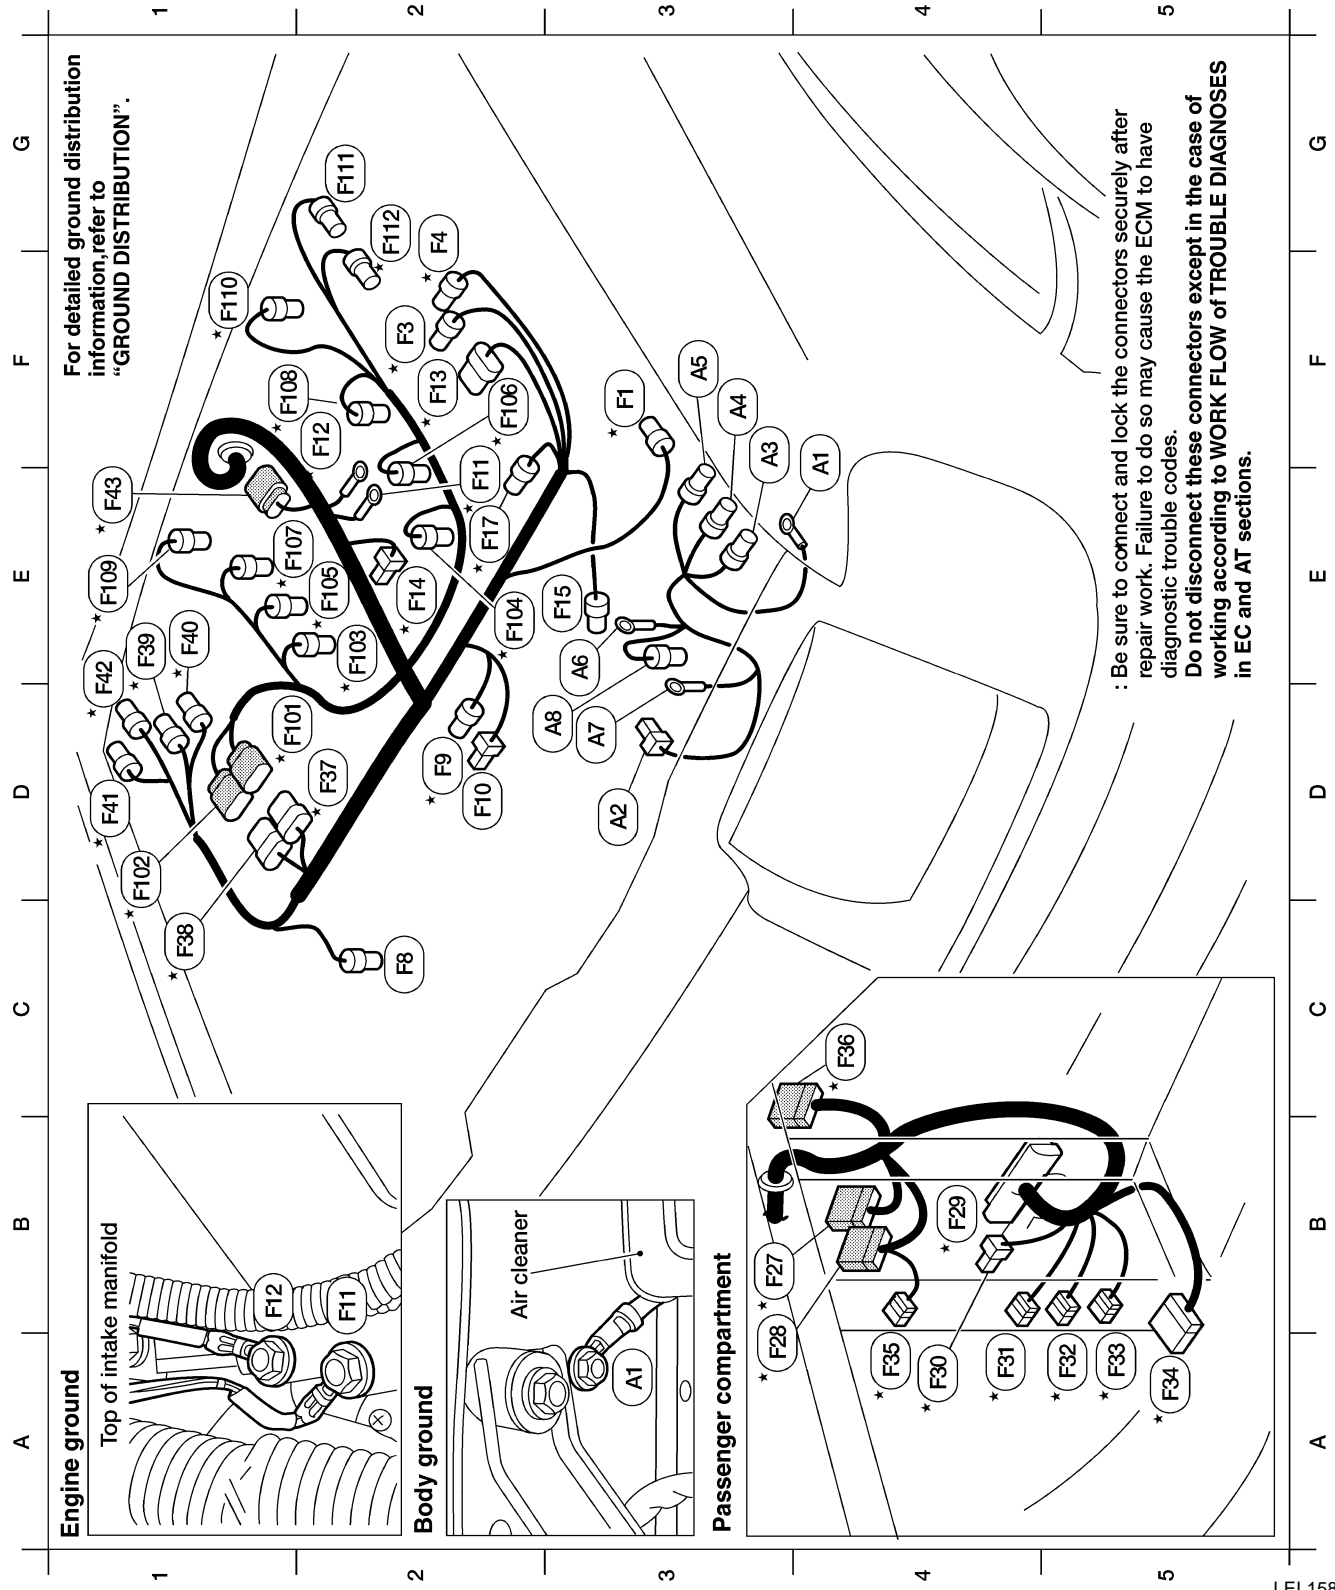 For detailed ground distribution
information,refer to
“GROUND DISTRIBUTION”.
Engine ground
Top of intake manifold
F12
F11
Body ground
Air cleaner
A1
Passenger compartment
★ F27
★ F28
★ F36
★ F29
★ F35
★ F30
★ F31
★ F32
★ F33
★ F34
★ F41
★ F42
★ F39
★ F40
★ F102
★ F38
★ F101
★ F37
F8
★ F43
★ F109
★ F107
★ F105
★ F103
★ F110
★ F108
★ F12
F111
★ F112
★ F4
★ F3
★ F13
★ F106
★ F11
★ F17
★ F14
★ F104
★ F9
F10
F15
★ F1
A5
A4
A3
A1
A6
A8
A7
A2
: Be sure to connect and lock the connectors securely after
repair work. Failure to do so may cause the ECM to have
diagnostic trouble codes.
Do not disconnect these connectors except in the case of
working according to WORK FLOW of TROUBLE DIAGNOSES
in EC and AT sections.
A B C D E F G
A B C D E F G
1 2 3 4 5
1 2 3 4 5